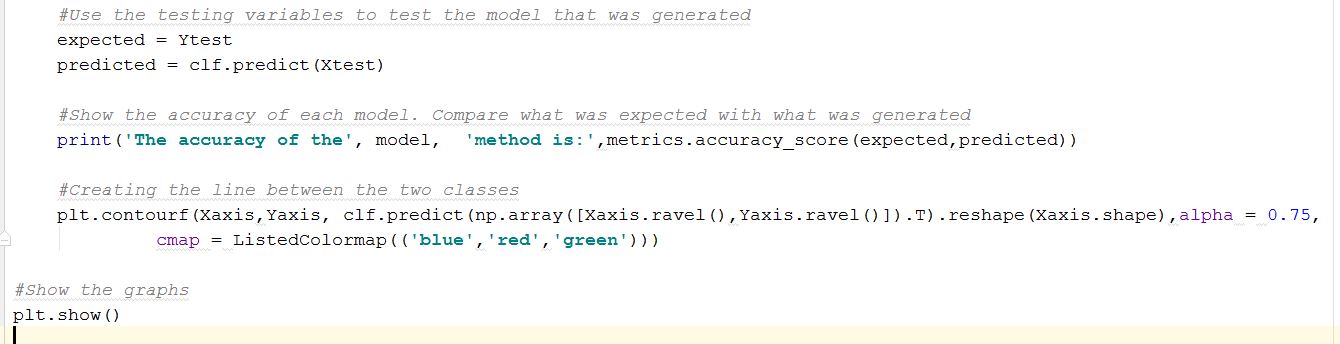 #Use the testing variables to test the model that was generated
expected = Ytest
predicted = clf.predict(Xtest)
#Show the accuracy of each model. Compare what was expected with what was generated
print('The accuracy of the', model,  'method is:',metrics.accuracy_score(expected,predicted))
#Creating the line between the two classes
plt.contourf(Xaxis,Yaxis, clf.predict(np.array([Xaxis.ravel(),Yaxis.ravel()]).T).reshape(Xaxis.shape),alpha = 0.75,
cmap = ListedColormap(('blue','red','green')))
#Show the graphs
plt.show()